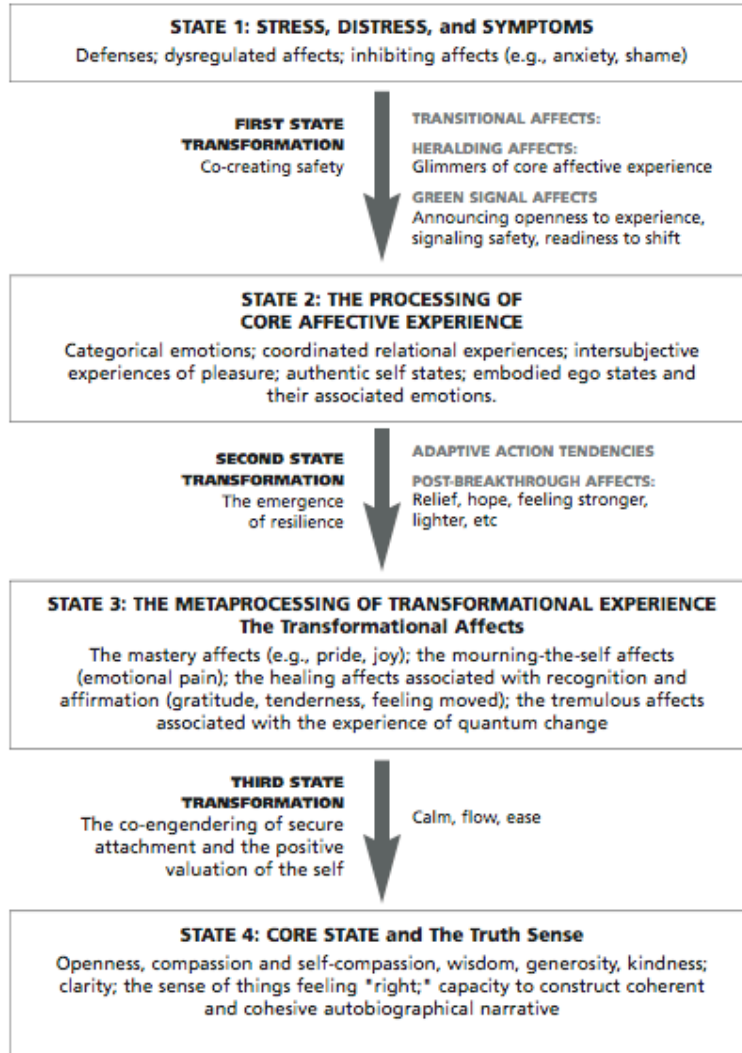 STATE 1: STRESS, DISTRESS, and SYMPTOMS
Defenses; dysregulated affects; inhibiting affects (e.g., anxiety, shame)
FIRST STATE
TRANSFORMATION
Co-creating safety
TRANSITIONAL AFFECTS:
HERALDING AFFECTS:
Glimmers of core affective experience
GREEN SIGNAL AFFECTS
Announcing openness to experience,
signaling safety, readiness to shift
STATE 2: THE PROCESSING OF
CORE AFFECTIVE EXPERIENCE
Categorical emotions; coordinated relational experiences; intersubjective
experiences of pleasure; authentic self states; embodied ego states and
their associated emotions.
SECOND STATE
TRANSFORMATION
The emergence
of resilience
ADAPTIVE ACTION TENDENCIES
POST-BREAKTHROUGH AFFECTS:
Relief, hope, feeling stronger,
lighter, etc
STATE 3: THE METAPROCESSING OF TRANSFORMATIONAL EXPERIENCE
The Transformational Affects
The mastery affects (e.g., pride, joy); the mourning-the-self affects
(emotional pain); the healing affects associated with recognition and
affirmation (gratitude, tenderness, feeling moved); the tremulous affects
associated with the experience of quantum change
THIRD STATE
TRANSFORMATION
The co-engendering of secure
attachment and the positive
valuation of the self
Calm, flow, ease
STATE 4: CORE STATE and The Truth Sense
Openness, compassion and self-compassion, wisdom, generosity, kindness;
clarity; the sense of things feeling *right;* capacity to construct coherent
and cohesive autobiographical narrative